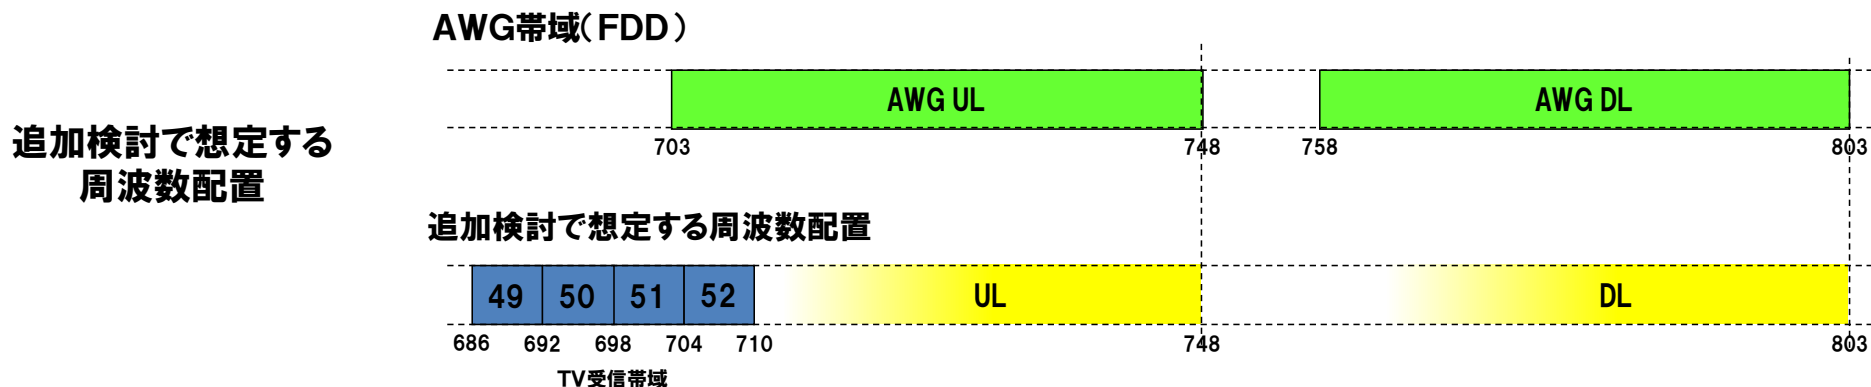 AWG帯域(FDD)
AWG UL
AWG DL
703
748
758
803
追加検討で想定する
周波数配置
追加検討で想定する周波数配置
49
50
51
52
UL
DL
686
692
698
704
710
748
803
TV受信帯域